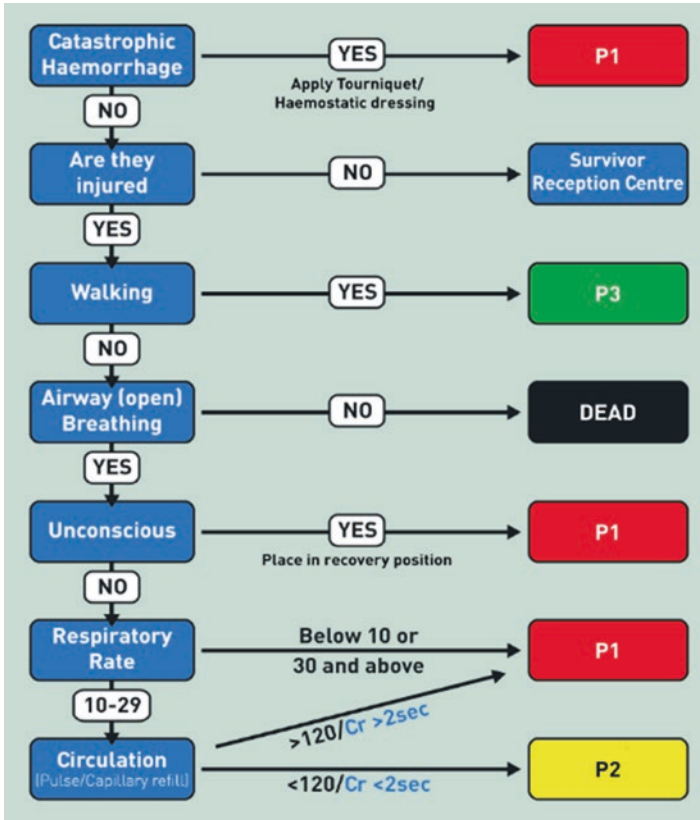 Catastrophic
Haemorrhage
YES
Apply Tourniquet/
Haemostatic dressing
P1
NO
Are they
injured
NO
Survivor
Reception Centre
YES
Walking
YES
P3
NO
Airway (open)
Breathing
NO
DEAD
YES
Unconscious
YES
Place in recovery position
P1
NO
Respiratory
Rate
Below 10 or
30 and above
P1
10-29
>120/Cr >2sec
Circulation
(Pulse/Capillary refill)
<120/Cr <2sec
P2